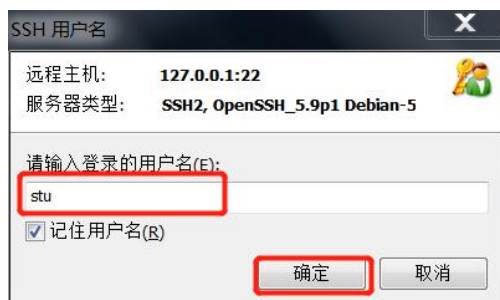 SSH 用户名
远程主机: 127.0.0.1:22
服务器类型: SSH2, OpenSSH_5.9p1 Debian-5
请输入登录的用户名(E):
stu
记住用户名(R)
确定 取消